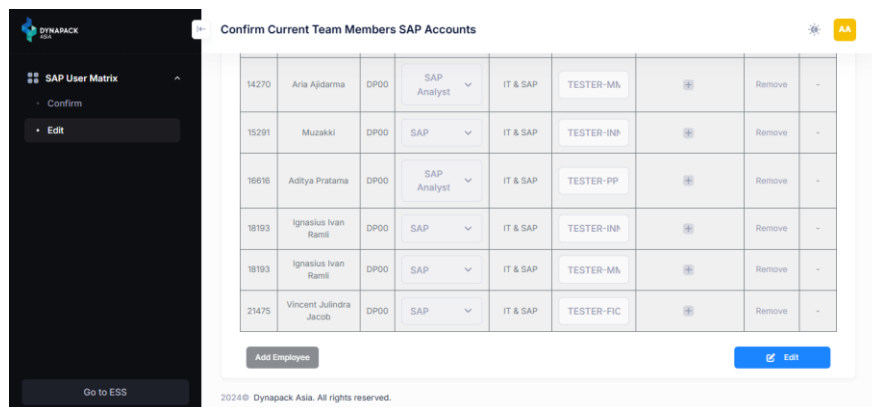 DYNAPACK
ASIA
Confirm Current Team Members SAP Accounts
AA
SAP User Matrix
Confirm
Edit
14270 Aria Ajidarma DP00 SAP Analyst IT & SAP TESTER-MM Remove -
15291 Muzakki DP00 SAP IT & SAP TESTER-INN Remove -
16616 Aditya Pratama DP00 SAP Analyst IT & SAP TESTER-PP Remove -
18193 Ignasius Ivan Ramli DP00 SAP IT & SAP TESTER-INN Remove -
18193 Ignasius Ivan Ramli DP00 SAP IT & SAP TESTER-MM Remove -
21475 Vincent Julindra Jacob DP00 SAP IT & SAP TESTER-FIC Remove -
Add Employee
Edit
Go to ESS
2024© Dynapack Asia. All rights reserved.